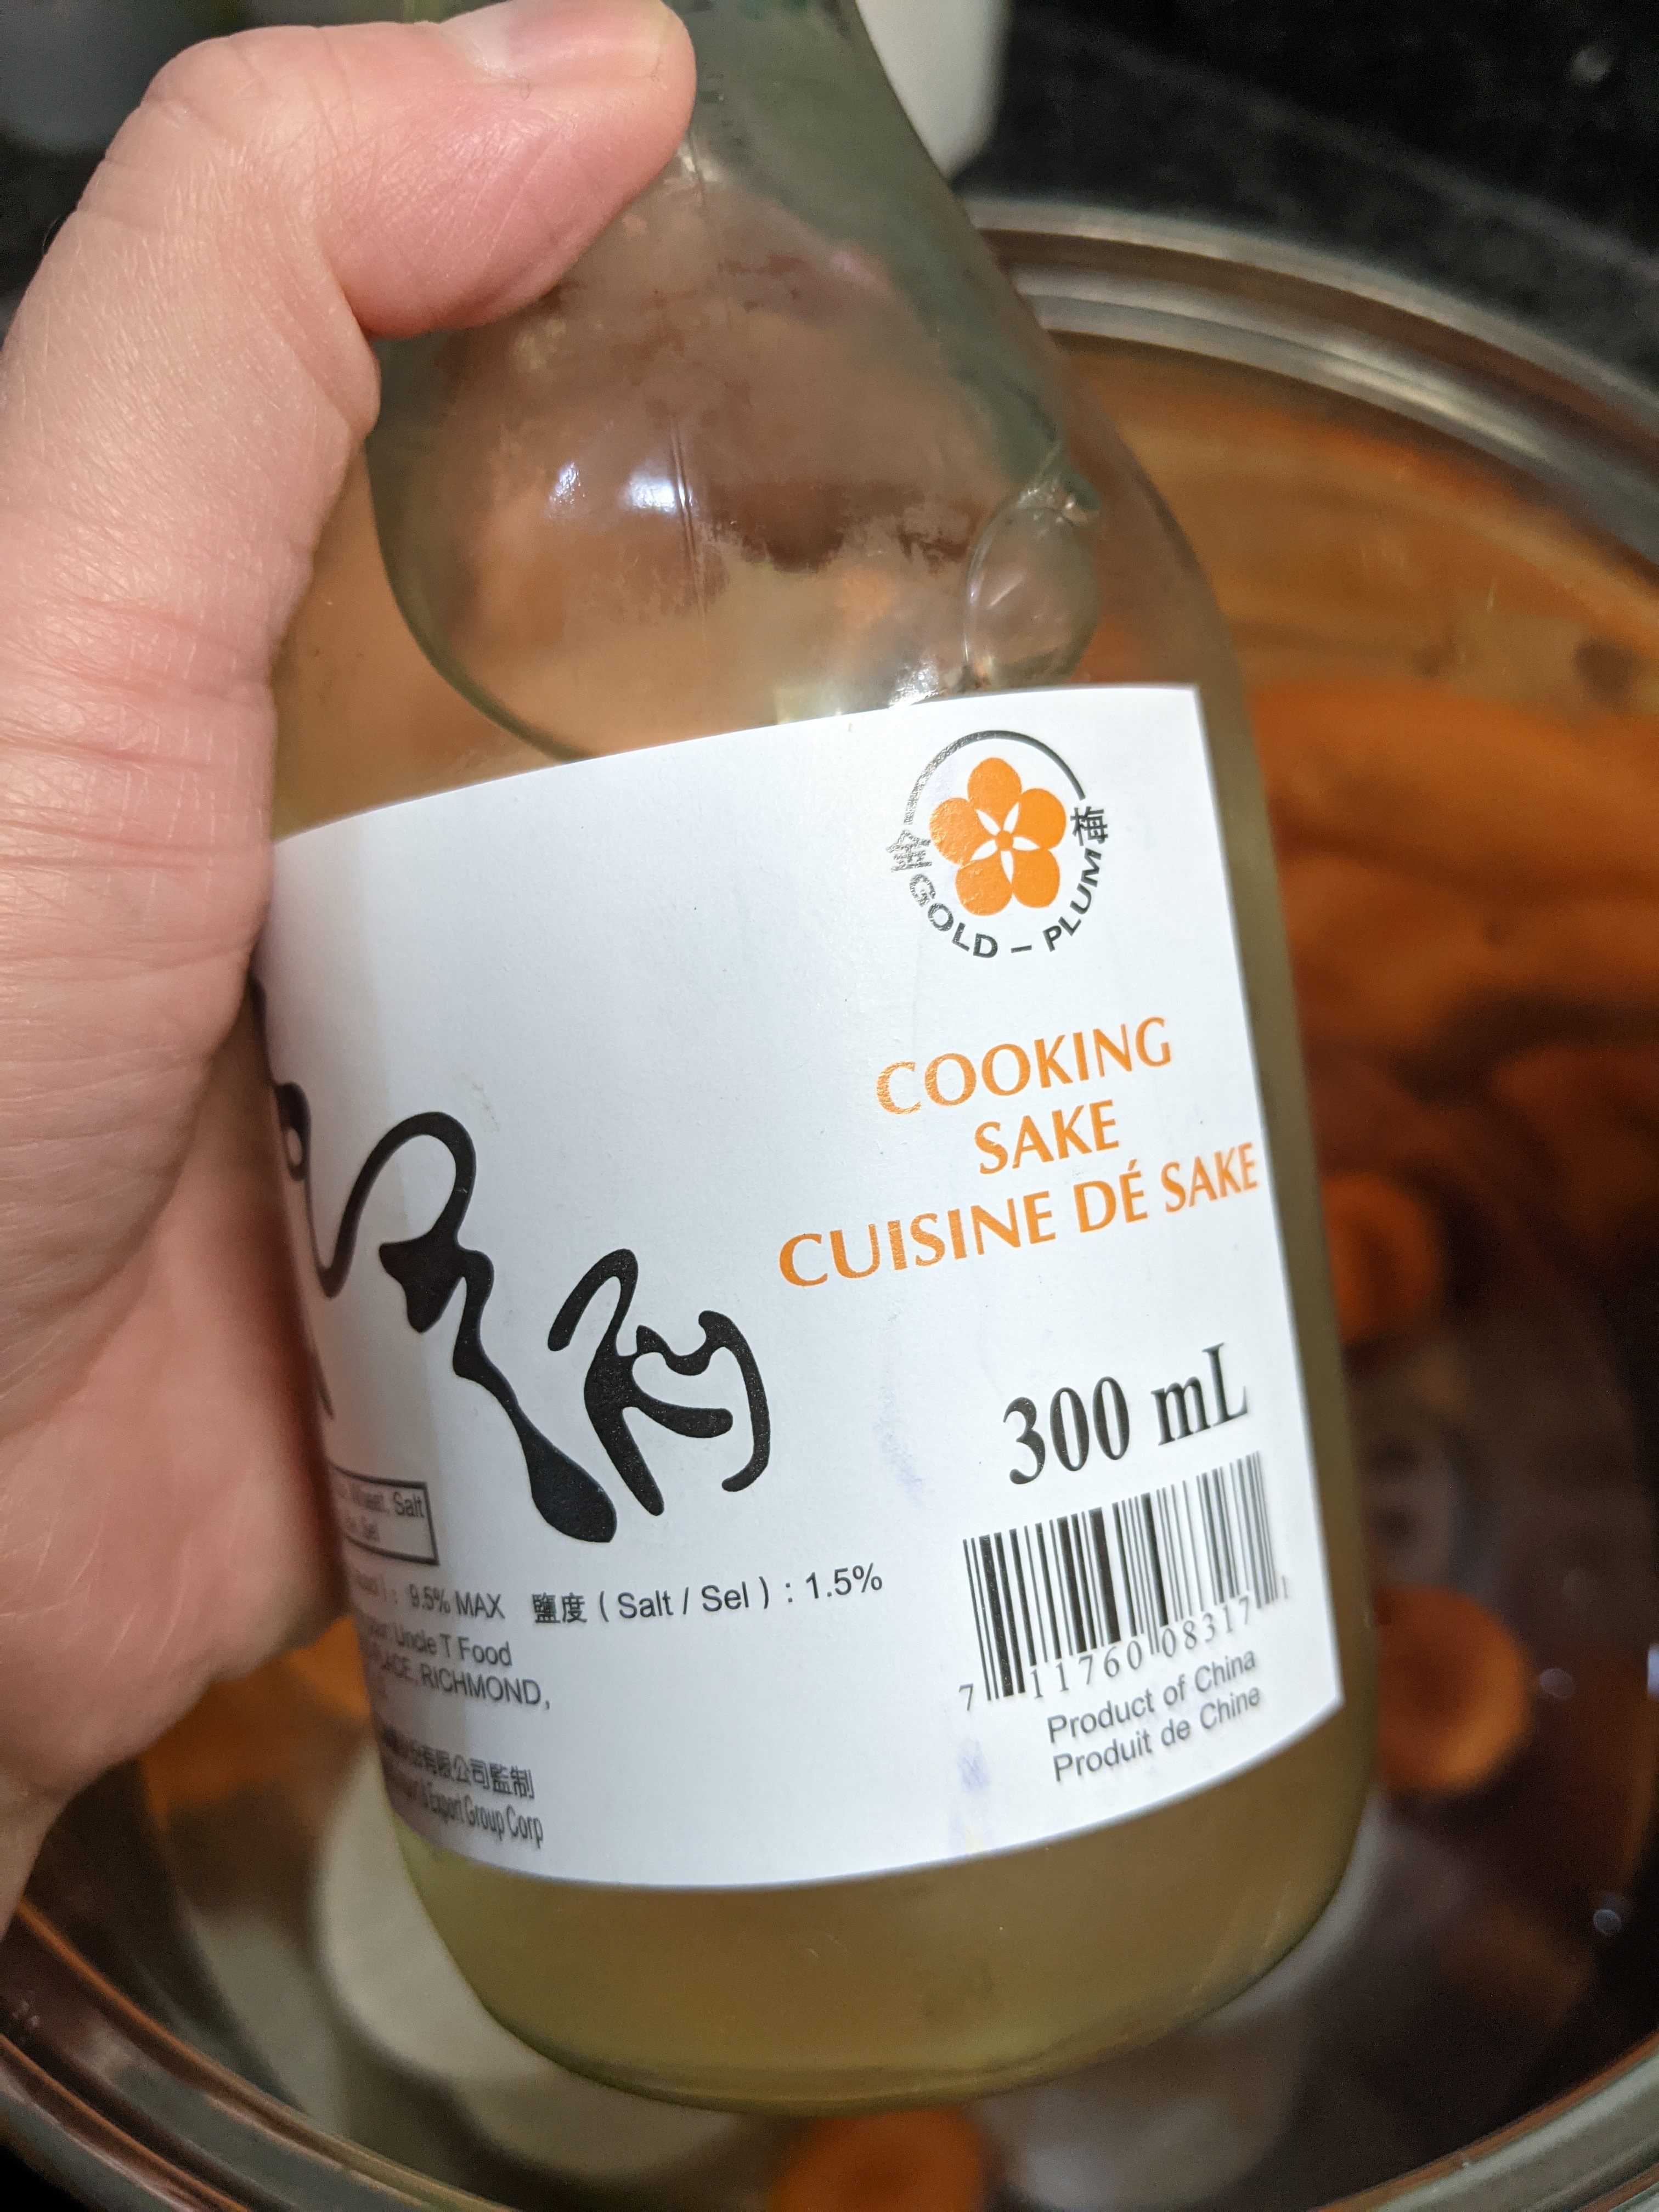 金 GOLD – PLUM 梅
COOKING
SAKE
CUISINE DÉ SAKE
300 mL
Wheat, Salt
Sel
9.5% MAX 鹽度 ( Salt / Sel ) : 1.5%
Uncle T Food
PLACE, RICHMOND,
份有限公司監制
& Export Group Corp
7 11760 08317 1
Product of China
Produit de Chine